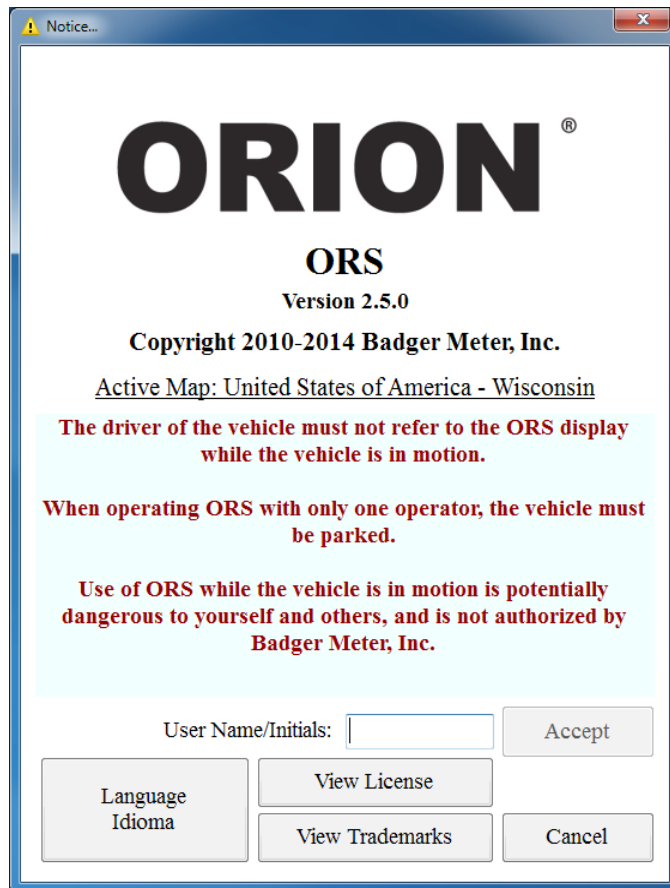 Notice...
ORION ®
ORS
Version 2.5.0
Copyright 2010-2014 Badger Meter, Inc.
Active Map: United States of America - Wisconsin
The driver of the vehicle must not refer to the ORS display
while the vehicle is in motion.
When operating ORS with only one operator, the vehicle must
be parked.
Use of ORS while the vehicle is in motion is potentially
dangerous to yourself and others, and is not authorized by
Badger Meter, Inc.
User Name/Initials:
Accept
Language
Idioma
View License
View Trademarks
Cancel